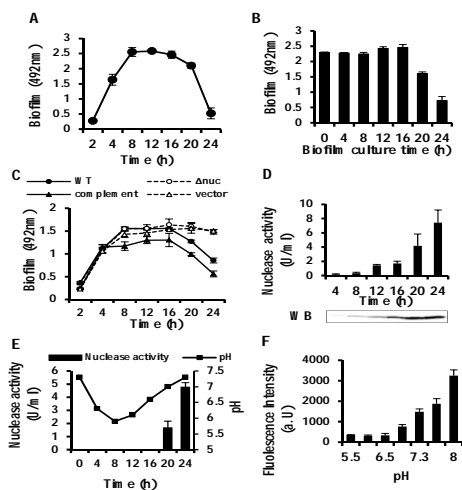 A
Biofilm (492nm)
3
2.5
2
1.5
1
0.5
0
2 4 8 12 16 20 24
Time (h)
B
Biofilm (492nm)
3
2.5
2
1.5
1
0.5
0
0 4 8 12 16 20 24
Biofilm culture time (h)
C
WT Δnuc
complement vector
Biofilm (492nm)
2.5
2
1.5
1
0.5
0
2 4 8 12 16 20 24
Time (h)
D
Nuclease activity
(U/ml)
10
8
6
4
2
0
4 8 12 16 20 24
Time (h)
WB
E
Nuclease activity pH
Nuclease activity
(U/ml)
6
5
4
3
2
1
0
0 4 8 12 16 20 24
Time (h)
7.5
7
6.5
6
5.5
5
pH
F
Fluolescence Intensity
(a.U)
4000
3000
2000
1000
0
5.5 6.5 7.3 8
pH